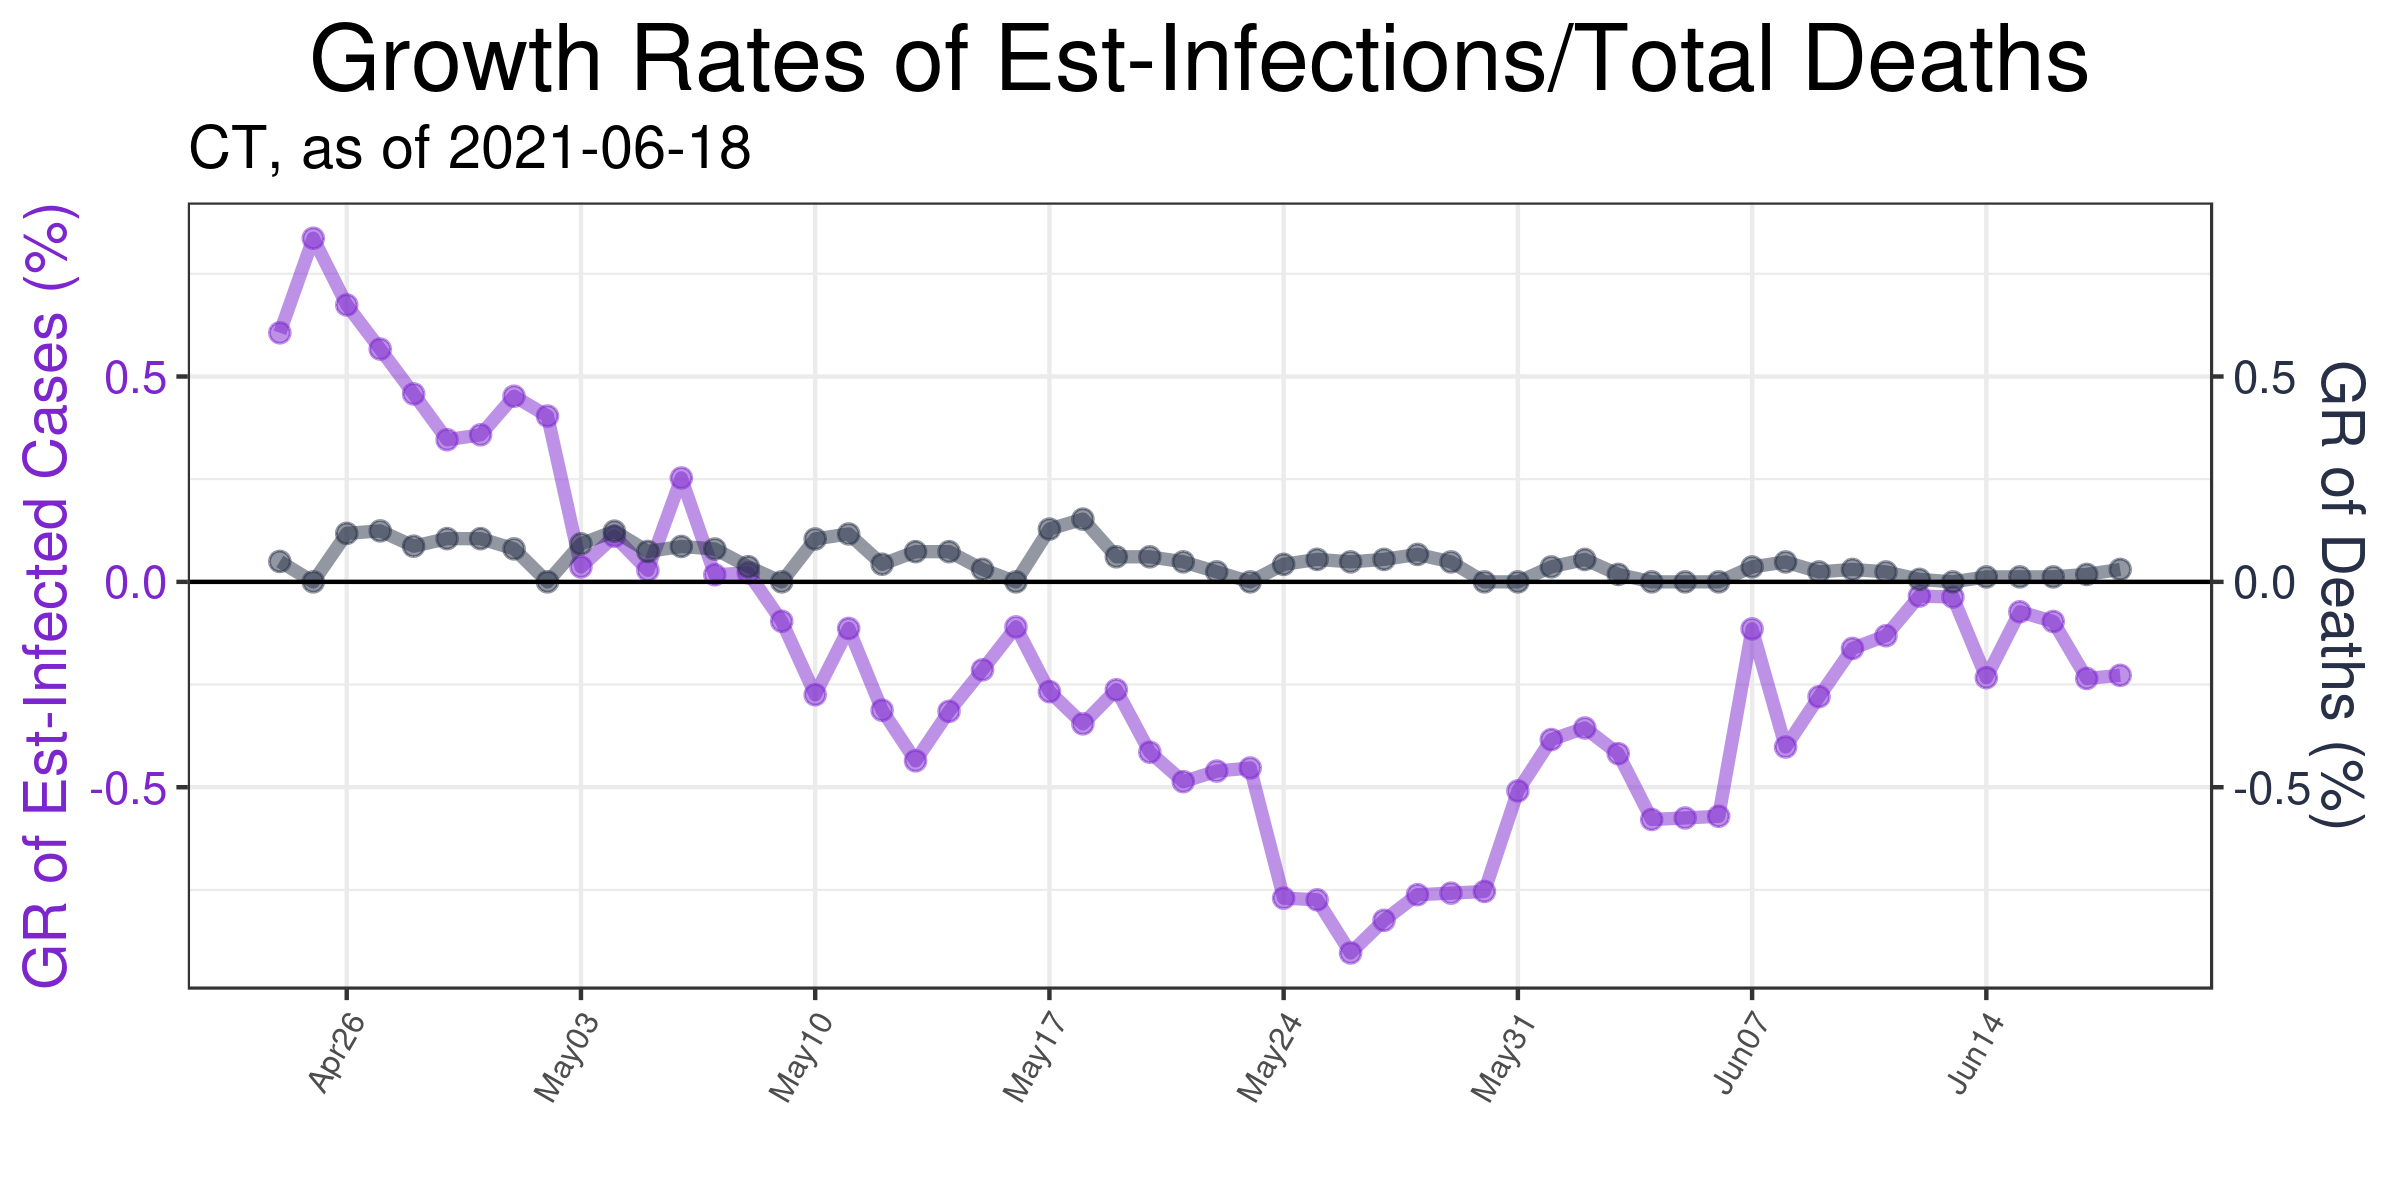 Growth Rates of Est-Infections/Total Deaths
CT, as of 2021-06-18
GR of Est-Infected Cases (%)
0.5
0.0
-0.5
0.5
0.0
-0.5
GR of Deaths (%)
Apr26
May03
May10
May17
May24
May31
Jun07
Jun14